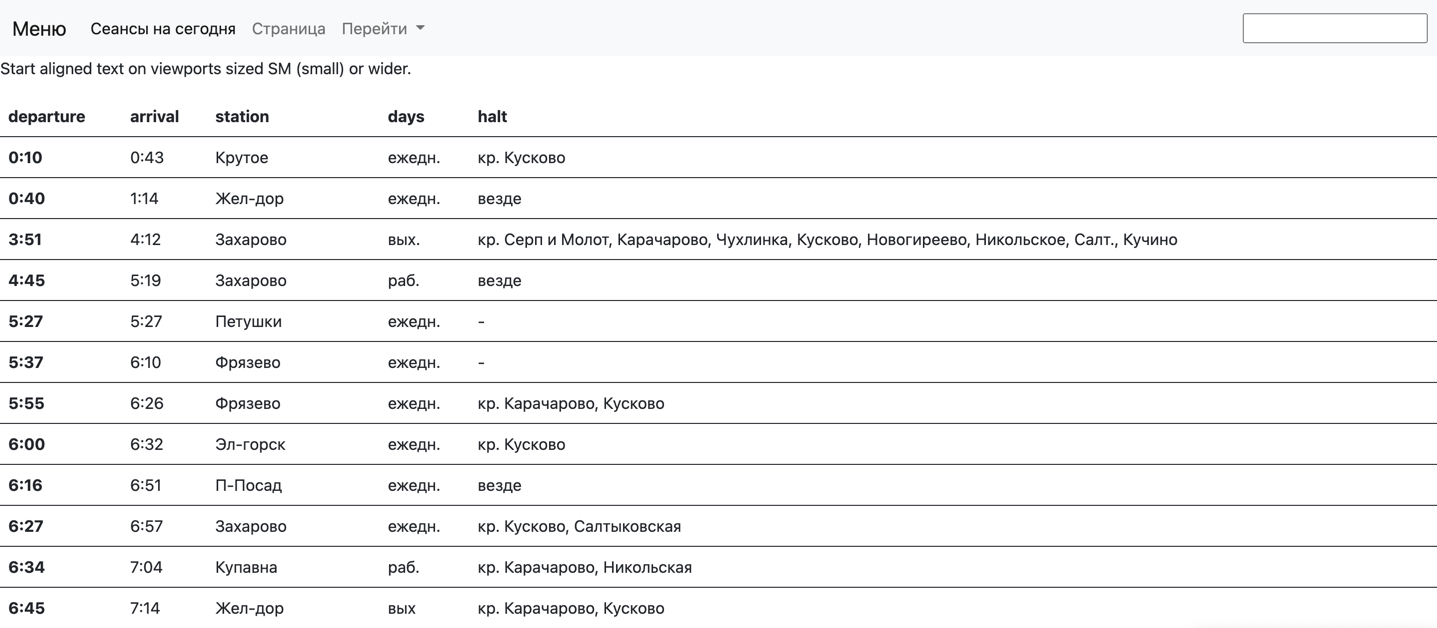 Меню Сеансы на сегодня Страница Перейти
Start aligned text on viewports sized SM (small) or wider.
departure arrival station days halt
0:10 0:43 Крутое ежедн. кр. Кусково
0:40 1:14 Жел-дор ежедн. везде
3:51 4:12 Захарово вых. кр. Серп и Молот, Карачарово, Чухлинка, Кусково, Новогиреево, Никольское, Салт., Кучино
4:45 5:19 Захарово раб. везде
5:27 5:27 Петушки ежедн. -
5:37 6:10 Фрязево ежедн. -
5:55 6:26 Фрязево ежедн. кр. Карачарово, Кусково
6:00 6:32 Эл-горск ежедн. кр. Кусково
6:16 6:51 П-Посад ежедн. везде
6:27 6:57 Захарово ежедн. кр. Кусково, Салтыковская
6:34 7:04 Купавна раб. кр. Карачарово, Никольская
6:45 7:14 Жел-дор вых кр. Карачарово, Кусково